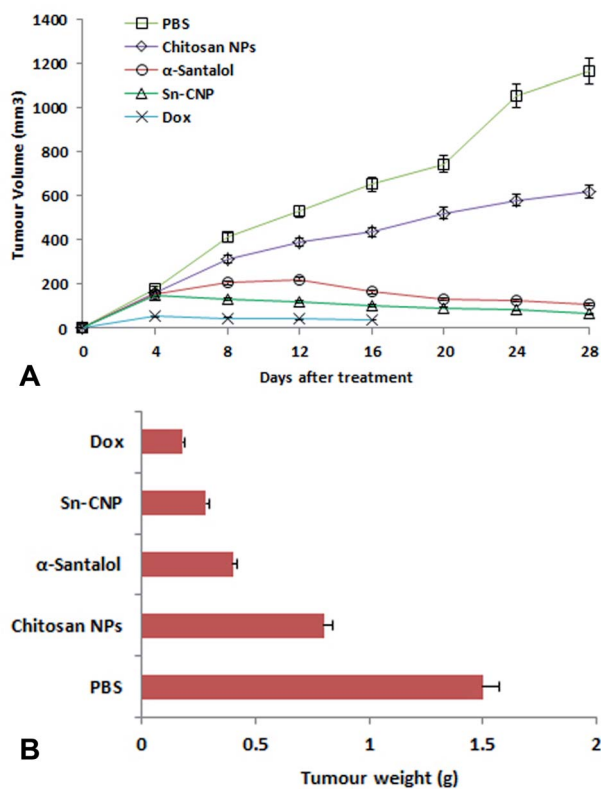 1400
1200
1000
800
600
400
200
0
Tumour Volume (mm3)
PBS
Chitosan NPs
α-Santalol
Sn-CNP
Dox
0 4 8 12 16 20 24 28
Days after treatment
A
Dox
Sn-CNP
α-Santalol
Chitosan NPs
PBS
0 0.5 1 1.5 2
Tumour weight (g)
B